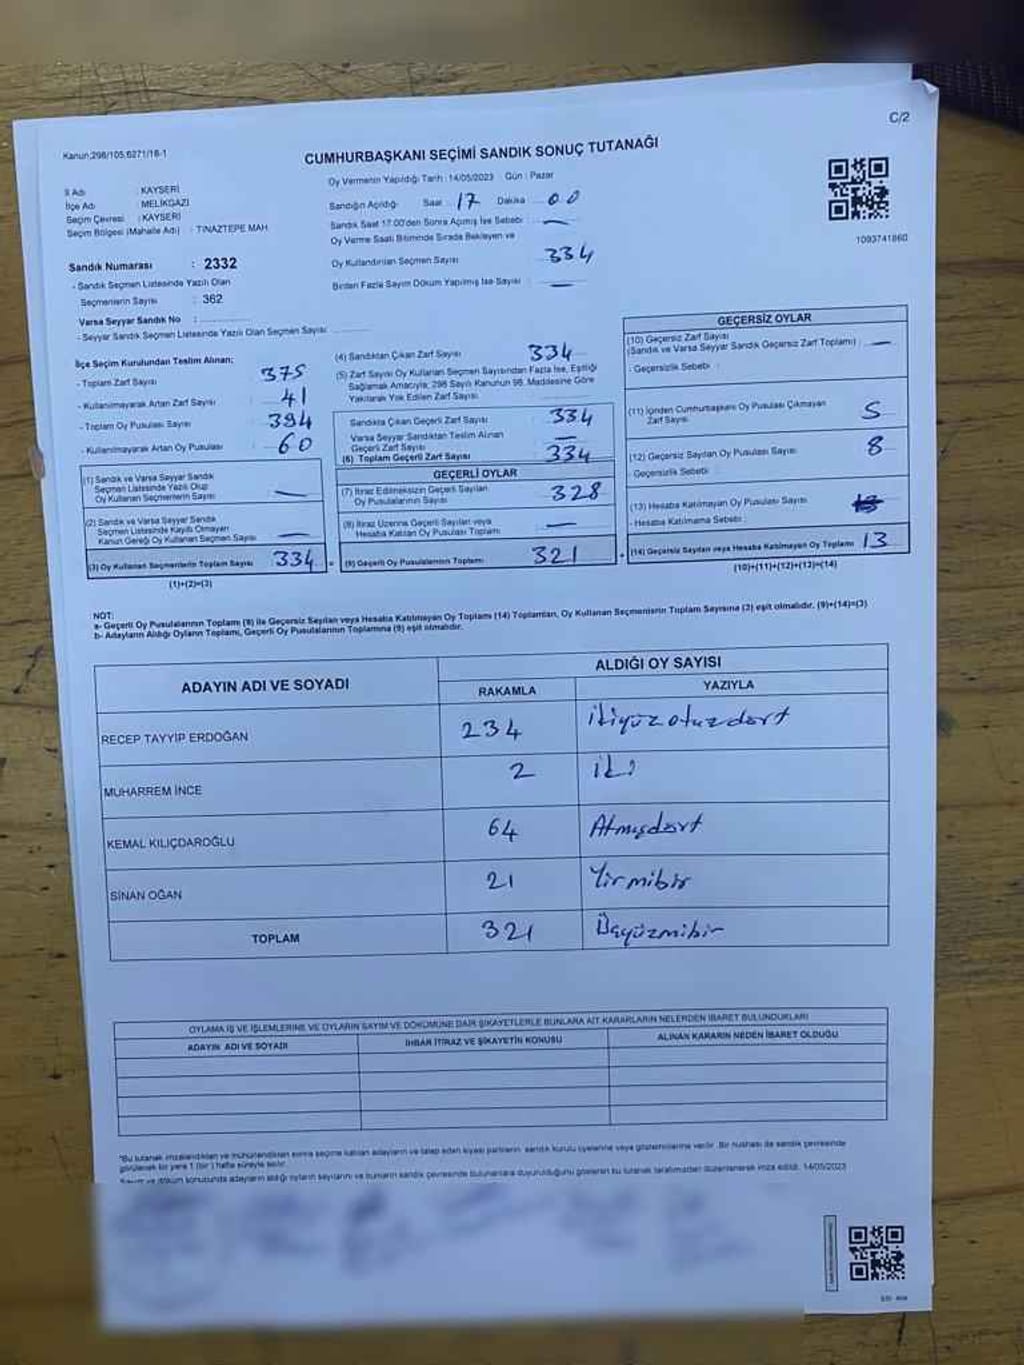 C/2
Kanun:298/105,6271/18-1
CUMHURBAŞKANI SEÇİMİ SANDIK SONUÇ TUTANAĞI
İl Adı : KAYSERİ
İlçe Adı : MELİKGAZİ
Seçim Çevresi : KAYSERİ
Seçim Bölgesi (Mahalle Adı) : TINAZTEPE MAH
Sandık Numarası : 2332
- Sandık Seçmen Listesinde Yazılı Olan
Seçmenlerin Sayısı : 362
Varsa Seyyar Sandık No :
- Seyyar Sandık Seçmen Listesinde Yazılı Olan Seçmen Sayısı
Oy Vermenin Yapıldığı Tarih : 14/05/2023 Gün : Pazar
Sandığın Açıldığı Saat 17 Dakika 00
Sandık Saat 17:00'den Sonra Açılmış İse Sebebi : —
Oy Verme Saati Bitiminde Sırada Bekleyen ve
Oy Kullandırılan Seçmen Sayısı 334
Birden Fazla Sayım Döküm Yapılmış İse Sayısı : —
1093741860
İlçe Seçim Kurulundan Teslim Alınan;
- Toplam Zarf Sayısı 375
- Kullanılmayarak Artan Zarf Sayısı 41
- Toplam Oy Pusulası Sayısı 394
- Kullanılmayarak Artan Oy Pusulası 60
(1) Sandık ve Varsa Seyyar Sandık
Seçmen Listesinde Yazılı Olup
Oy Kullanan Seçmenlerin Sayısı —
(2) Sandık ve Varsa Seyyar Sandık
Seçmen Listesinde Kayıtlı Olmayan
Kanun Gereği Oy Kullanan Seçmen Sayısı —
(3) Oy Kullanan Seçmenlerin Toplam Sayısı 334
(1)+(2)=(3)
(4) Sandıktan Çıkan Zarf Sayısı 334
(5) Zarf Sayısı Oy Kullanan Seçmen Sayısından Fazla İse, Eşitliği
Sağlamak Amacıyla; 298 Sayılı Kanunun 98. Maddesine Göre
Yakılarak Yok Edilen Zarf Sayısı
Sandıkta Çıkan Geçerli Zarf Sayısı 334
Varsa Seyyar Sandıktan Teslim Alınan
Geçerli Zarf Sayısı —
(6) Toplam Geçerli Zarf Sayısı 334
GEÇERLİ OYLAR
(7) İtiraz Edilmeksizin Geçerli Sayılan
Oy Pusulalarının Sayısı 328
(8) İtiraz Üzerine Geçerli Sayılan veya
Hesaba Katılan Oy Pusulası Toplamı —
(9) Geçerli Oy Pusulalarının Toplamı 321
GEÇERSİZ OYLAR
(10) Geçersiz Zarf Sayısı
(Sandık ve Varsa Seyyar Sandık Geçersiz Zarf Toplamı) —
- Geçersizlik Sebebi :
(11) İçinden Cumhurbaşkanı Oy Pusulası Çıkmayan
Zarf Sayısı 5
(12) Geçersiz Sayılan Oy Pusulası Sayısı 8
Geçersizlik Sebebi
(13) Hesaba Katılmayan Oy Pusulası Sayısı
- Hesaba Katılmama Sebebi :
(14) Geçersiz Sayılan veya Hesaba Katılmayan Oy Toplamı 13
(10)+(11)+(12)+(13)=(14)
NOT:
a- Geçerli Oy Pusulalarının Toplamı (9) ile Geçersiz Sayılan veya Hesaba Katılmayan Oy Toplamı (14) Toplamları, Oy Kullanan Seçmenlerin Toplam Sayısına (3) eşit olmalıdır. (9)+(14)=(3)
b- Adayların Aldığı Oyların Toplamı, Geçerli Oy Pusulalarının Toplamına (9) eşit olmalıdır.
ADAYIN ADI VE SOYADI ALDIĞI OY SAYISI
RAKAMLA YAZIYLA
RECEP TAYYİP ERDOĞAN 234 ikiyüzotuzdört
MUHARREM İNCE 2 iki
KEMAL KILIÇDAROĞLU 64 Atmışdört
SİNAN OĞAN 21 Yirmibir
TOPLAM 321 Üçyüzmibir
OYLAMA İŞ VE İŞLEMLERİNE VE OYLARIN SAYIM VE DÖKÜMÜNE DAİR ŞİKAYETLERLE BUNLARA AİT KARARLARIN NELERDEN İBARET BULUNDUKLARI
ADAYIN ADI VE SOYADI İHBAR İTİRAZ VE ŞİKAYETİN KONUSU ALINAN KARARIN NEDEN İBARET OLDUĞU
*Bu tutanak imzalandıktan ve mühürlendikten sonra seçime katılan adayların ve talep eden siyasi partilerin sandık kurulu üyelerine veya gözlemcilerine verilir. Bir nüshası da sandık çevresinde
görülecek bir yere 1 (bir) hafta süreyle asılır.
Sayım ve döküm sonucunda adayların aldığı oyların sayılarını ve bunların sandık çevresinde bulunanlara duyurulduğunu gösteren bu tutanak tarafımızdan düzenlenerek imza edildi. 14/05/2023